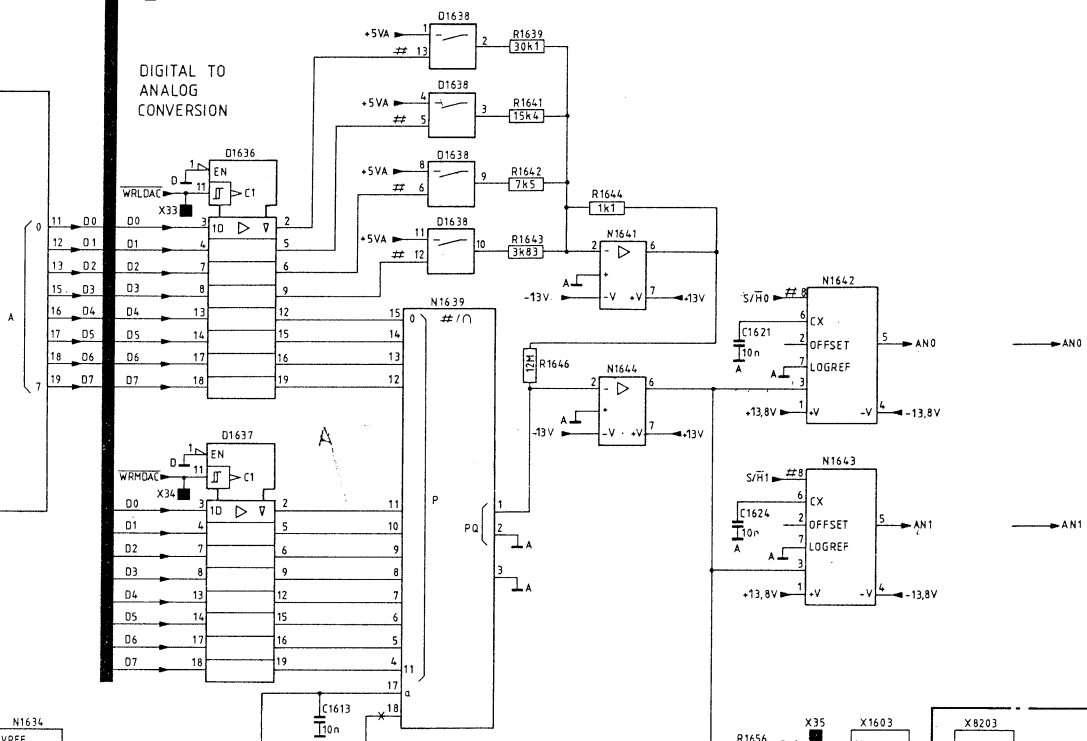 DIGITAL TO
ANALOG
CONVERSION
D1638
+5VA 1 2
# 13
R1639
30k1
D1638
+5VA 4 3
# 5
R1641
15k4
D1638
+5VA 8 9
# 6
R1642
7k5
D1638
+5VA 11 10
# 12
R1643
3k83
R1644
1k1
N1641
2 - 6
A +
-13V -V +V 7 +13V
D1636
D 1 EN
WRLDAC 11 C1
X33
A
0
7
11 D0 D0 3 1D 2
12 D1 D1 4 5
13 D2 D2 7 6
15 D3 D3 8 9
16 D4 D4 13 12
17 D5 D5 14 15
18 D6 D6 17 16
19 D7 D7 18 19
N1639
#/∩
15 0
14
13
12
11
10
9
8
7
6
5
4 11
17 a
18
P
PQ
1
2 A
3 A
12M R1646
N1644
2 - 6
A +
-13V -V +V 7 +13V
D1637
D 1 EN
WRMDAC 11 C1
X34
D0 3 1D 2
D1 4 5
D2 7 6
D3 8 9
D4 13 12
D5 14 15
D6 17 16
D7 18 19
A
C1613
10n
N1642
S/H0 # 8
6 CX
C1621
10n
A
2 OFFSET
7 LOGREF
A
3
+13,8V 1 +V -V 4 -13,8V
5 AN0
AN0
N1643
S/H1 # 8
6 CX
C1624
10n
A
2 OFFSET
7 LOGREF
A
3
+13,8V 1 +V -V 4 -13,8V
5 AN1
AN1
N1634
VREF
R1656
X35
X1603
X8203